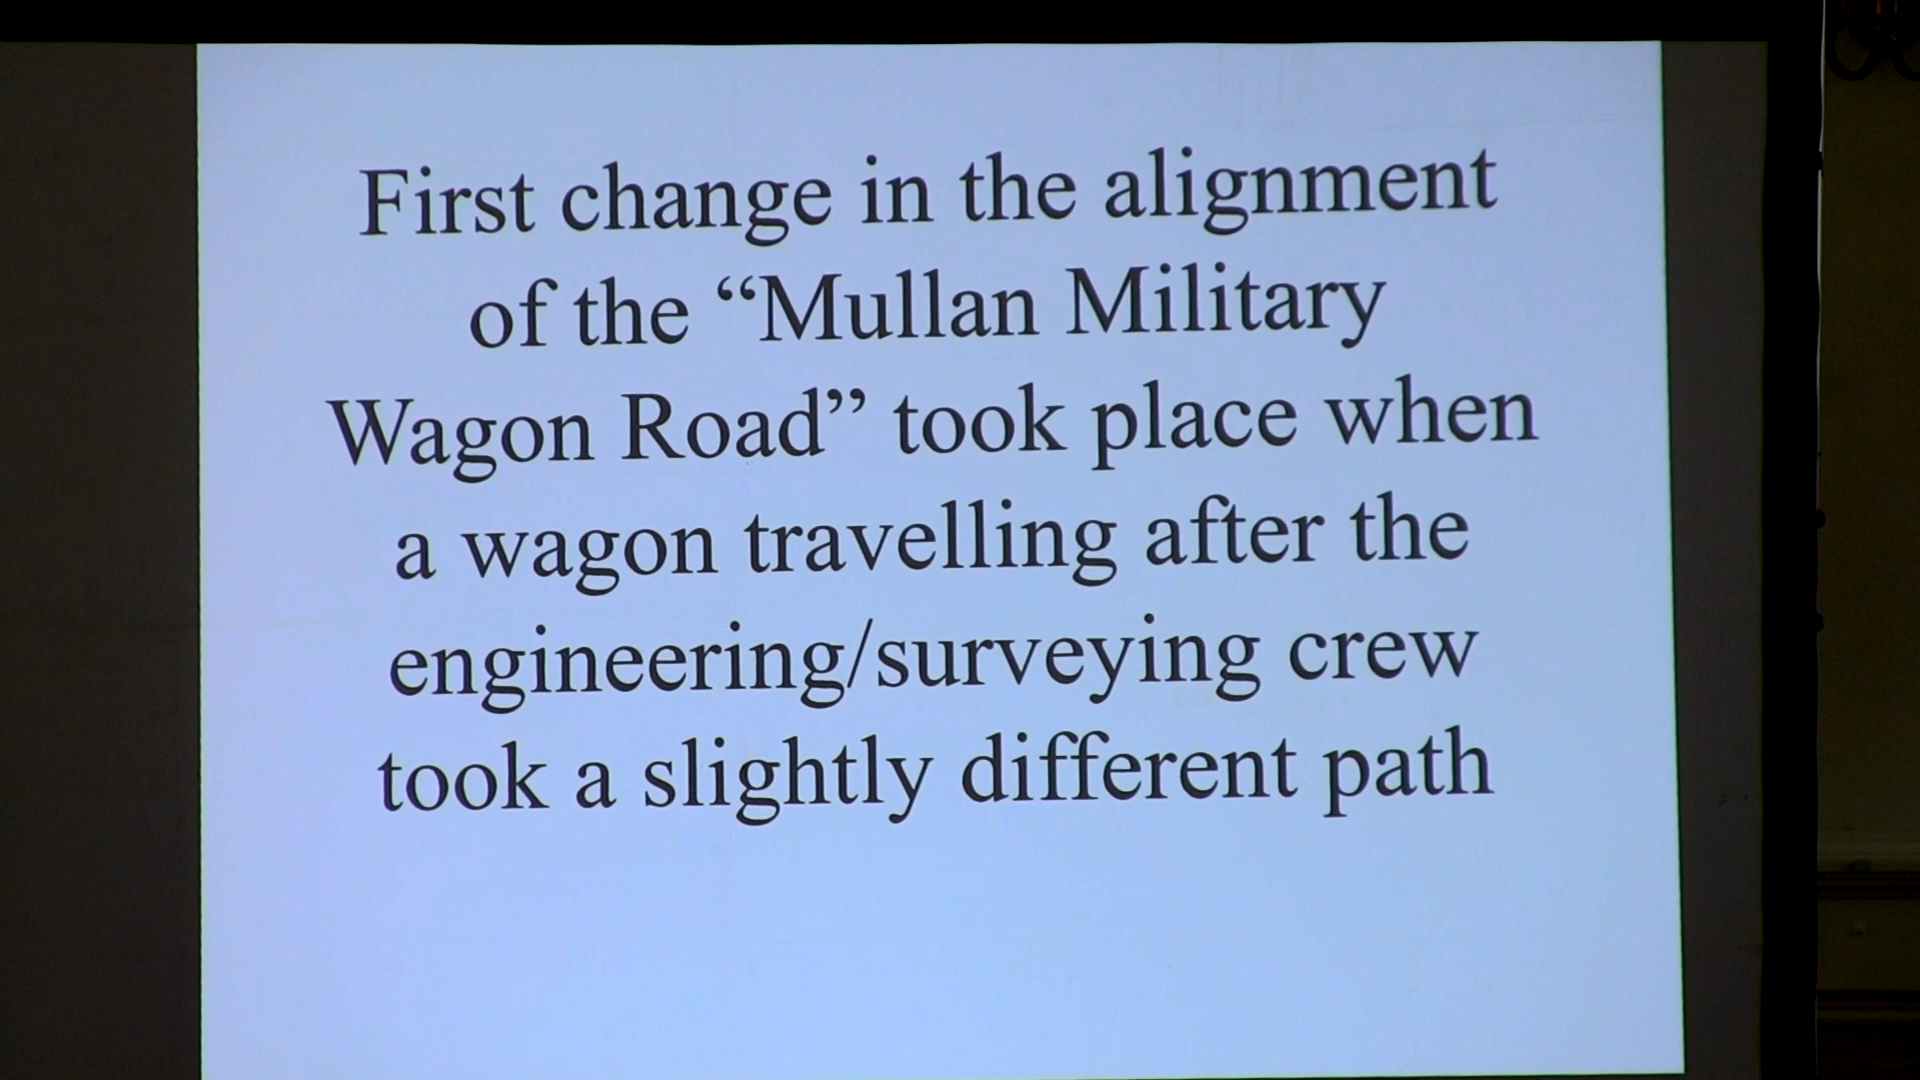 First change in the alignment
of the “Mullan Military
Wagon Road” took place when
a wagon travelling after the
engineering/surveying crew
took a slightly different path